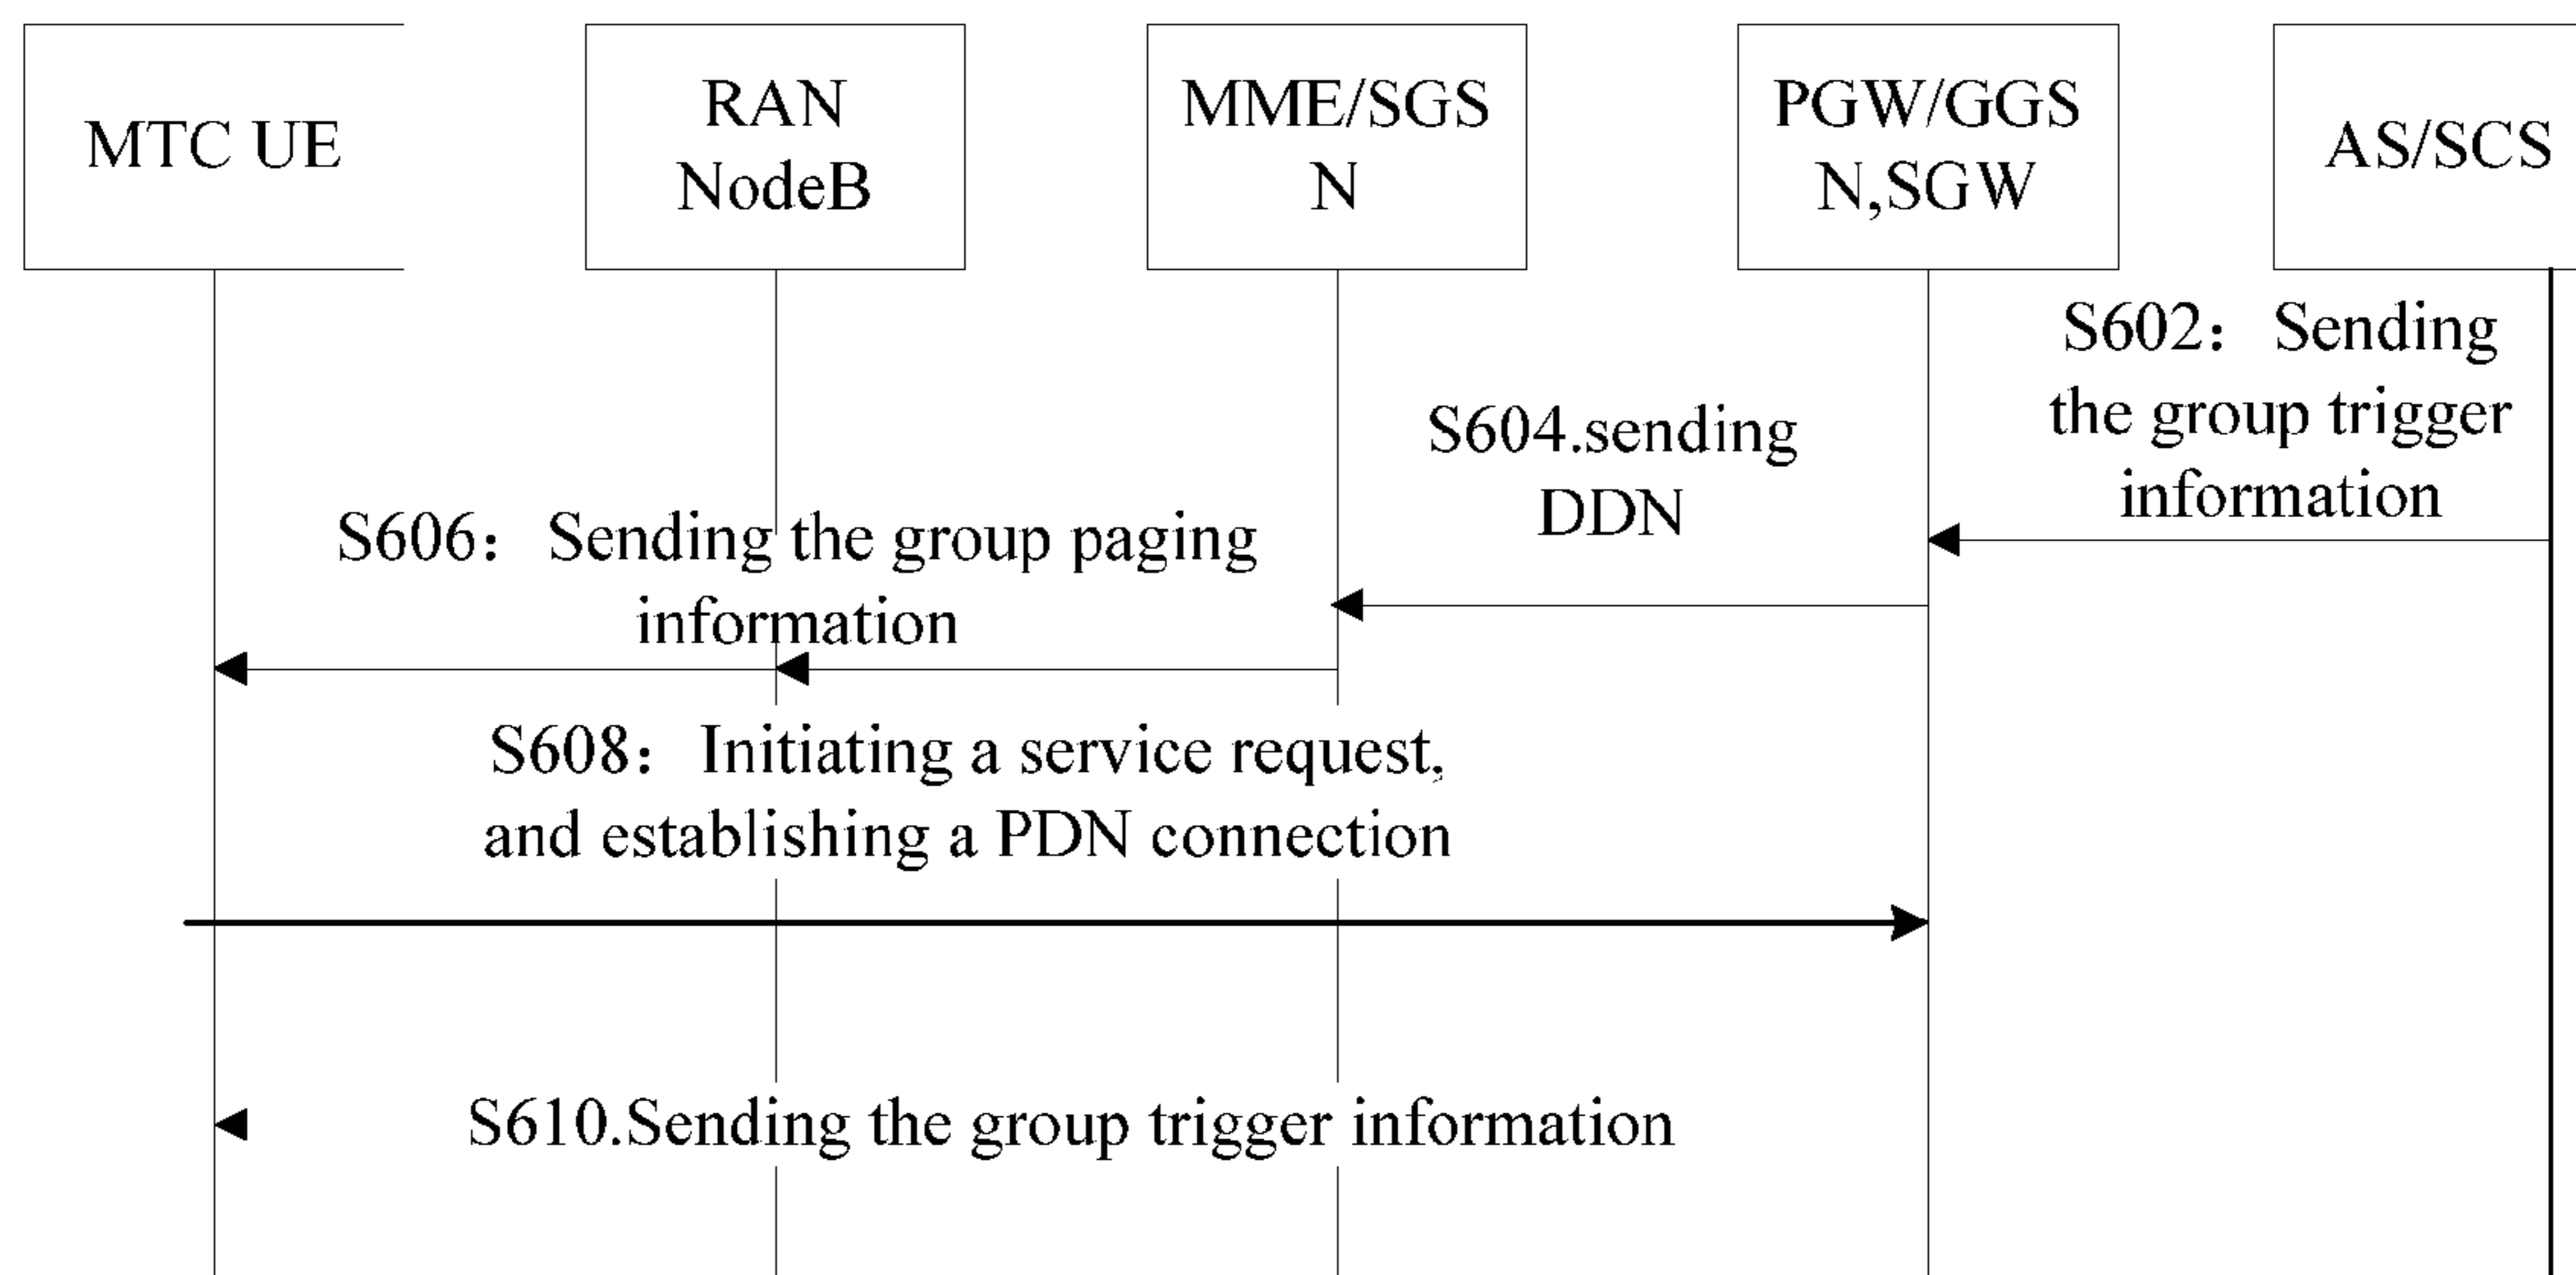 MTC UE
RAN
NodeB
MME/SGS
N
PGW/GGS
N,SGW
AS/SCS
S602： Sending
the group trigger
information
S604.sending
DDN
S606： Sending the group paging
information
S608： Initiating a service request,
and establishing a PDN connection
S610.Sending the group trigger information